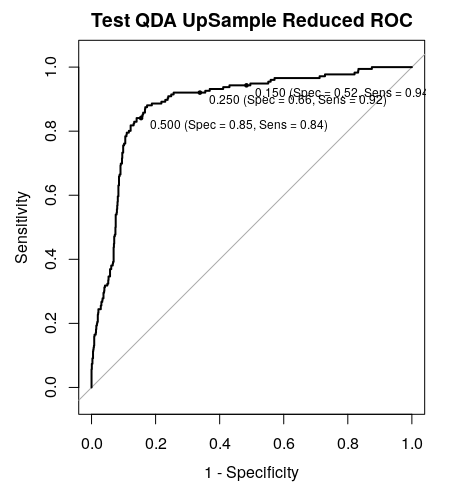 Test QDA UpSample Reduced ROC
1.0
0.8
0.6
0.4
0.2
0.0
Sensitivity
0.150 (Spec = 0.52, Sens = 0.94
0.250 (Spec = 0.66, Sens = 0.92)
0.500 (Spec = 0.85, Sens = 0.84)
0.0 0.2 0.4 0.6 0.8 1.0
1 - Specificity